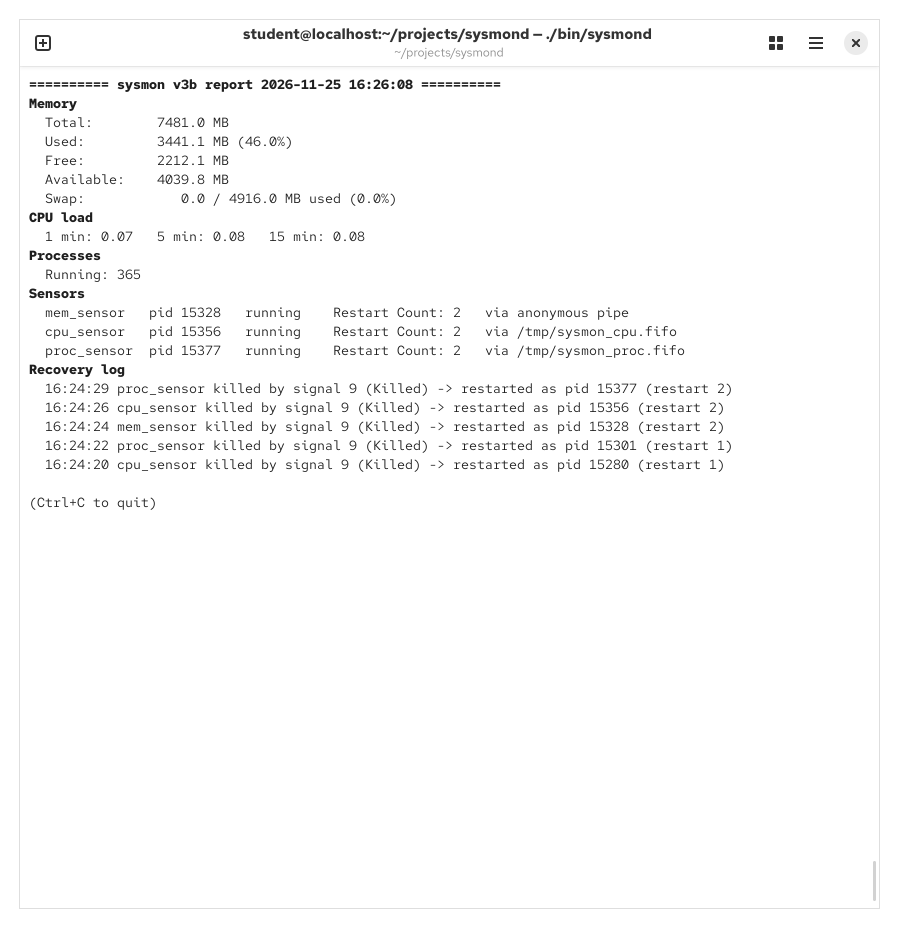 student@localhost:~/projects/sysmond — ./bin/sysmond
~/projects/sysmond
========== sysmon v3b report 2026-11-25 16:26:08 ==========
Memory
  Total:        7481.0 MB
  Used:         3441.1 MB (46.0%)
  Free:         2212.1 MB
  Available:    4039.8 MB
  Swap:            0.0 / 4916.0 MB used (0.0%)
CPU load
  1 min: 0.07   5 min: 0.08   15 min: 0.08
Processes
  Running: 365
Sensors
  mem_sensor   pid 15328   running    Restart Count: 2   via anonymous pipe
  cpu_sensor   pid 15356   running    Restart Count: 2   via /tmp/sysmon_cpu.fifo
  proc_sensor  pid 15377   running    Restart Count: 2   via /tmp/sysmon_proc.fifo
Recovery log
  16:24:29 proc_sensor killed by signal 9 (Killed) -> restarted as pid 15377 (restart 2)
  16:24:26 cpu_sensor killed by signal 9 (Killed) -> restarted as pid 15356 (restart 2)
  16:24:24 mem_sensor killed by signal 9 (Killed) -> restarted as pid 15328 (restart 2)
  16:24:22 proc_sensor killed by signal 9 (Killed) -> restarted as pid 15301 (restart 1)
  16:24:20 cpu_sensor killed by signal 9 (Killed) -> restarted as pid 15280 (restart 1)
(Ctrl+C to quit)